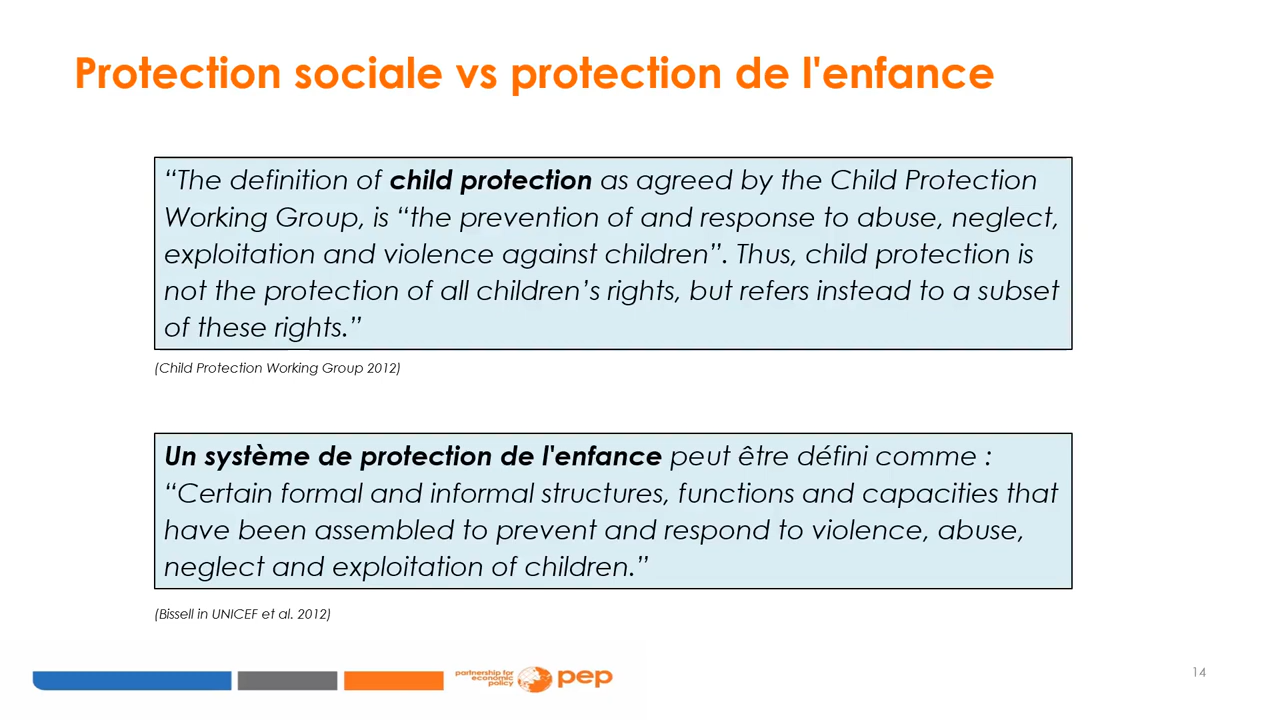 Protection sociale vs protection de l'enfance
“The definition of child protection as agreed by the Child Protection
Working Group, is “the prevention of and response to abuse, neglect,
exploitation and violence against children”. Thus, child protection is
not the protection of all children’s rights, but refers instead to a subset
of these rights.”
(Child Protection Working Group 2012)
Un système de protection de l'enfance peut être défini comme :
“Certain formal and informal structures, functions and capacities that
have been assembled to prevent and respond to violence, abuse,
neglect and exploitation of children.”
(Bissell in UNICEF et al. 2012)
partnership for
economic
policy
pep
14